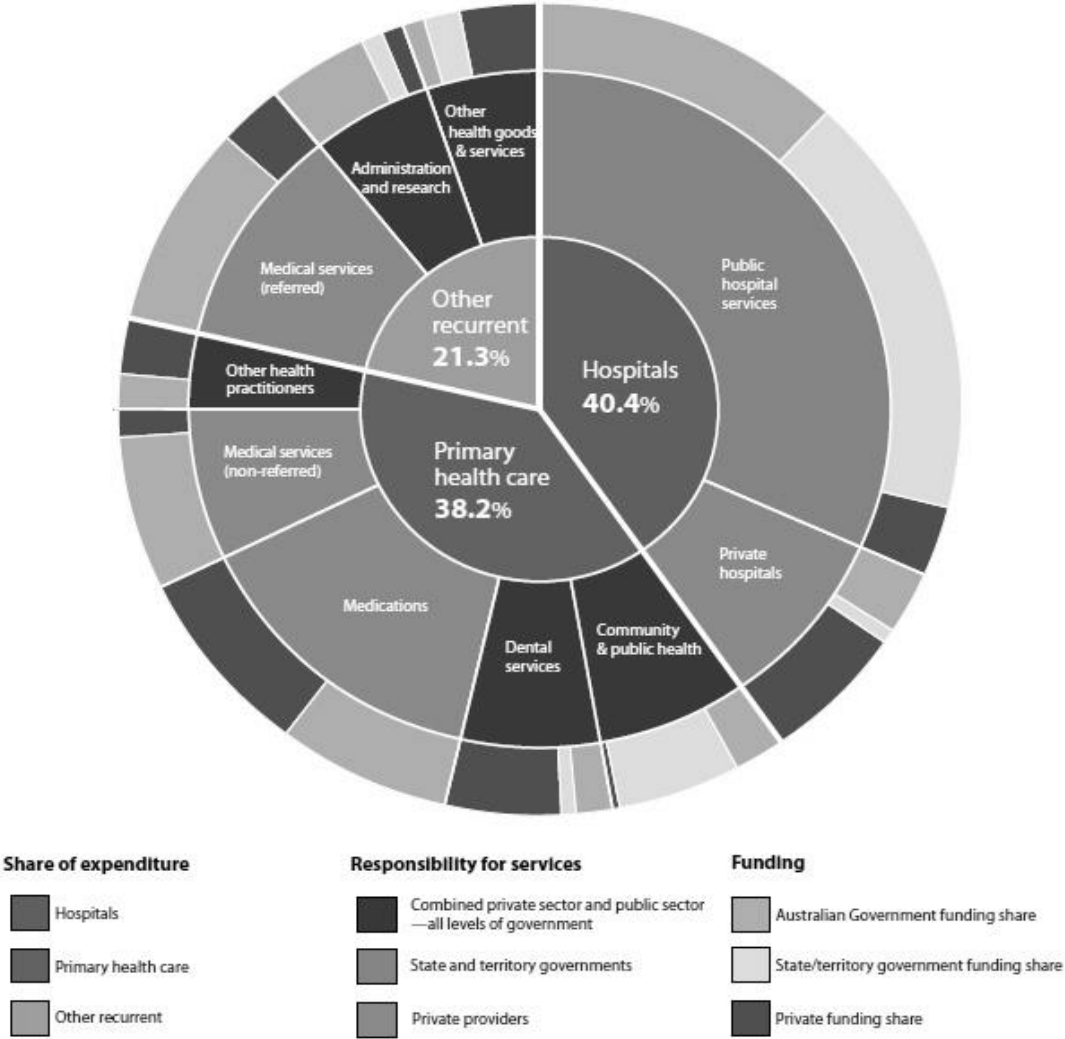 Other
health goods
& services
Administration
and research
Medical services
(referred)
Public
hospital
services
Other
recurrent
21.3%
Hospitals
40.4%
Other health
practitioners
Primary
health care
38.2%
Medical services
(non-referred)
Private
hospitals
Medications
Community
& public health
Dental
services
Share of expenditure
Hospitals
Primary health care
Other recurrent
Responsibility for services
Combined private sector and public sector
—all levels of government
State and territory governments
Private providers
Funding
Australian Government funding share
State/territory government funding share
Private funding share